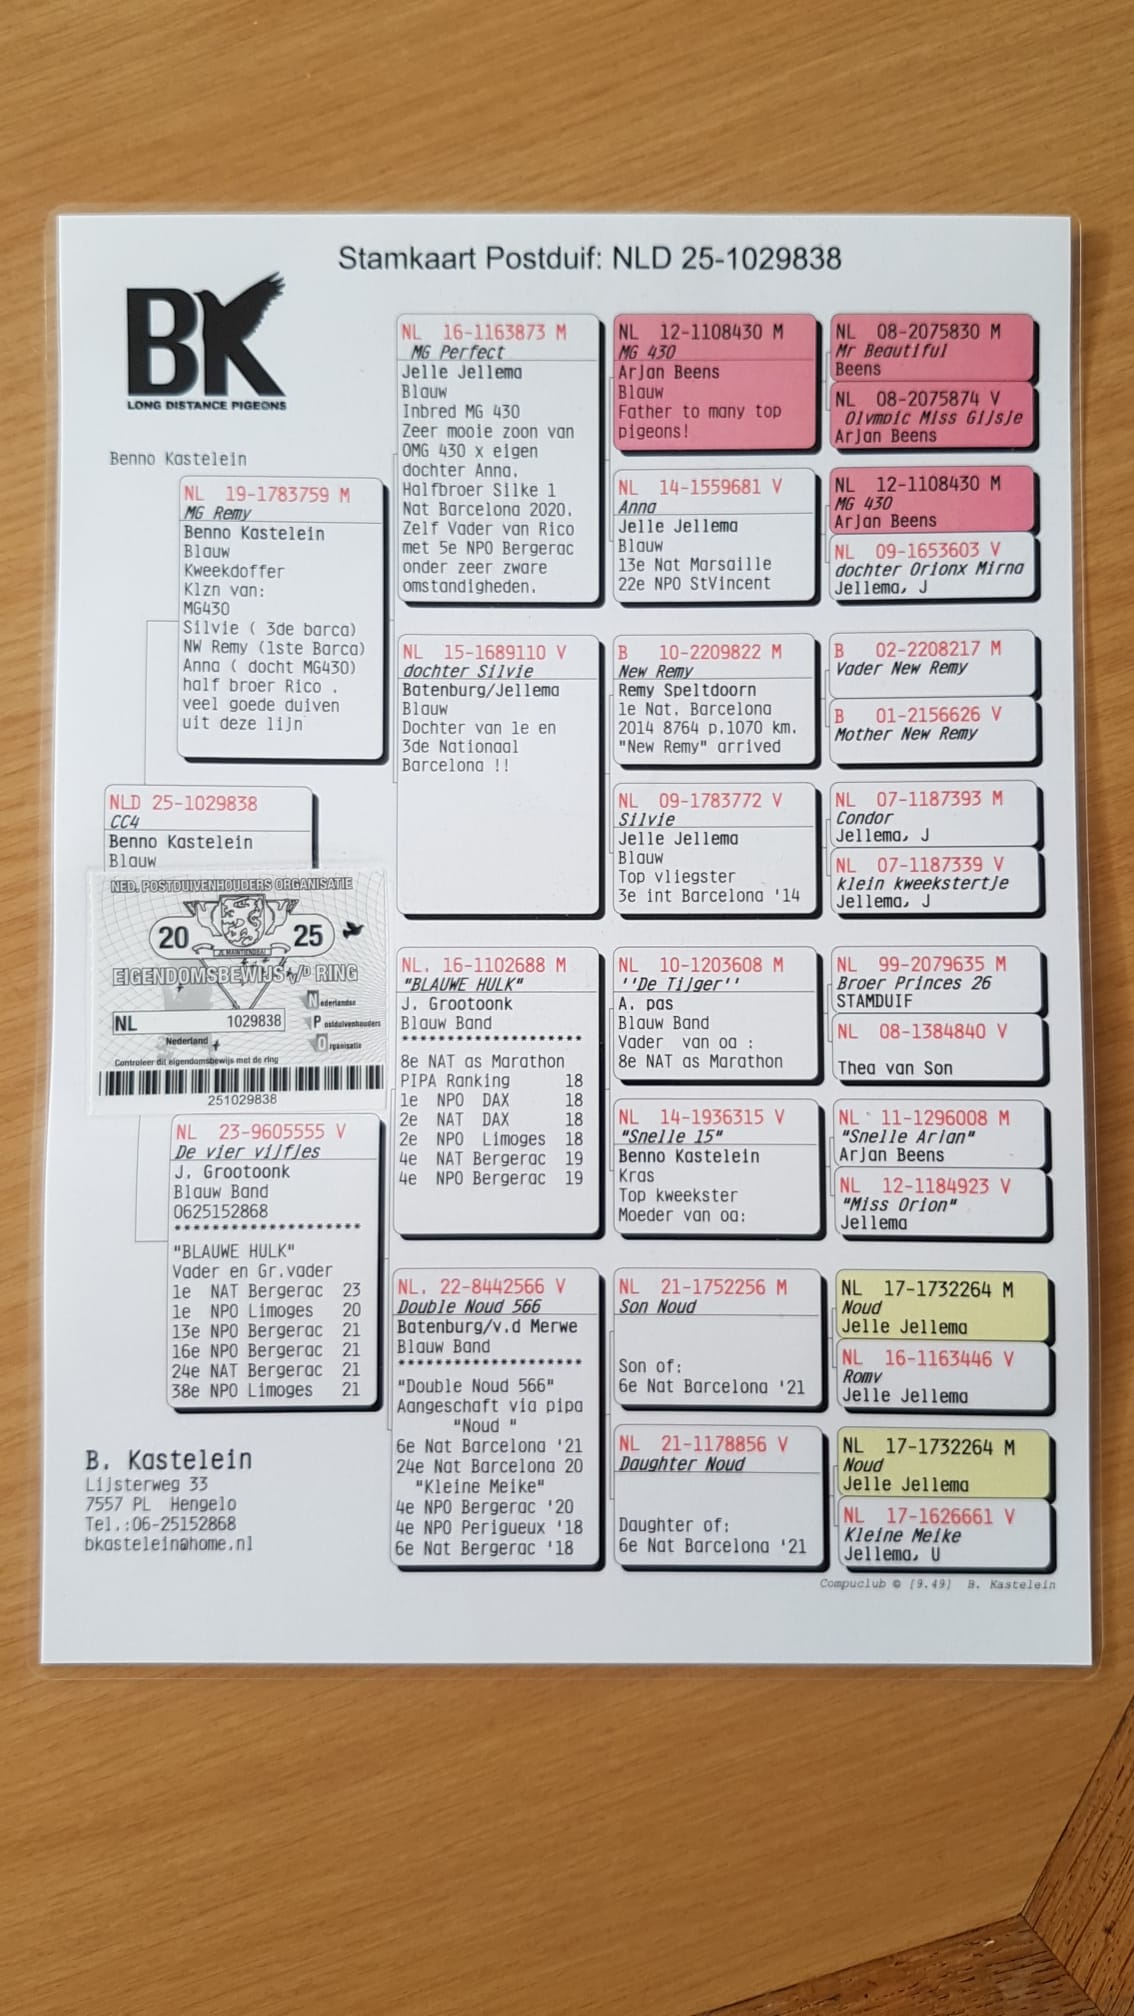 Stamkaart Postduif: NLD 25-1029838
BK
LONG DISTANCE PIGEONS
Benno Kastelein
NL 19-1783759 M
MG Remy
Benno Kastelein
Blauw
Kweekdoffer
Klzn van:
MG430
Silvie ( 3de barca)
NW Remy (1ste Barca)
Anna ( docht MG430)
half broer Rico .
veel goede duiven
uit deze lijn
NLD 25-1029838
CC4
Benno Kastelein
Blauw
NED. POSTDUIVENHOUDERS ORGANISATIE
20 25
EIGENDOMSBEWIJS v/D RING
NL 1029838
Nederland
Nederlandse
Postduivenhouders
Organisatie
Controleer dit eigendomsbewijs met de ring
251029838
NL 23-9605555 V
De vier vijfjes
J. Grootoonk
Blauw Band
0625152868
*******************
"BLAUWE HULK"
Vader en Gr.vader
1e NAT Bergerac 23
1e NPO Limoges 20
13e NPO Bergerac 21
16e NPO Bergerac 21
24e NAT Bergerac 21
38e NPO Limoges 21
B. Kastelein
Lijsterweg 33
7557 PL Hengelo
Tel.:06-25152868
bkastelein@home.nl
NL 16-1163873 M
MG Perfect
Jelle Jellema
Blauw
Inbred MG 430
Zeer mooie zoon van
OMG 430 x eigen
dochter Anna.
Halfbroer Silke 1
Nat Barcelona 2020.
Zelf Vader van Rico
met 5e NPO Bergerac
onder zeer zware
omstandigheden.
NL 15-1689110 V
dochter Silvie
Batenburg/Jellema
Blauw
Dochter van 1e en
3de Nationaal
Barcelona !!
NL. 16-1102688 M
"BLAUWE HULK"
J. Grootoonk
Blauw Band
*******************
8e NAT as Marathon
PIPA Ranking 18
1e NPO DAX 18
2e NAT DAX 18
2e NPO Limoges 18
4e NAT Bergerac 19
4e NPO Bergerac 19
NL. 22-8442566 V
Double Noud 566
Batenburg/v.d Merwe
Blauw Band
*******************
"Double Noud 566"
Aangeschaft via pipa
"Noud "
6e Nat Barcelona '21
24e Nat Barcelona 20
"Kleine Meike"
4e NPO Bergerac '20
4e NPO Perigueux '18
6e Nat Bergerac '18
NL 12-1108430 M
MG 430
Arjan Beens
Blauw
Father to many top
pigeons!
NL 14-1559681 V
Anna
Jelle Jellema
Blauw
13e Nat Marsaille
22e NPO StVincent
B 10-2209822 M
New Remy
Remy Speltdoorn
1e Nat. Barcelona
2014 8764 p.1070 km.
"New Remy" arrived
NL 09-1783772 V
Silvie
Jelle Jellema
Blauw
Top vliegster
3e int Barcelona '14
NL 10-1203608 M
''De Tijger''
A. pas
Blauw Band
Vader van oa :
8e NAT as Marathon
NL 14-1936315 V
"Snelle 15"
Benno Kastelein
Kras
Top kweekster
Moeder van oa:
NL 21-1752256 M
Son Noud
Son of:
6e Nat Barcelona '21
NL 21-1178856 V
Daughter Noud
Daughter of:
6e Nat Barcelona '21
NL 08-2075830 M
Mr Beautiful
Beens
NL 08-2075874 V
Olympic Miss Gijsje
Arjan Beens
NL 12-1108430 M
MG 430
Arjan Beens
NL 09-1653603 V
dochter Orionx Mirna
Jellema, J
B 02-2208217 M
Vader New Remy
B 01-2156626 V
Mother New Remy
NL 07-1187393 M
Condor
Jellema, J
NL 07-1187339 V
klein kweekstertje
Jellema, J
NL 99-2079635 M
Broer Princes 26
STAMDUIF
NL 08-1384840 V
Thea van Son
NL 11-1296008 M
"Snelle Arjan"
Arjan Beens
NL 12-1184923 V
"Miss Orion"
Jellema
NL 17-1732264 M
Noud
Jelle Jellema
NL 16-1163446 V
Romy
Jelle Jellema
NL 17-1732264 M
Noud
Jelle Jellema
NL 17-1626661 V
Kleine Meike
Jellema, U
Compuclub © [9.49] B. Kastelein